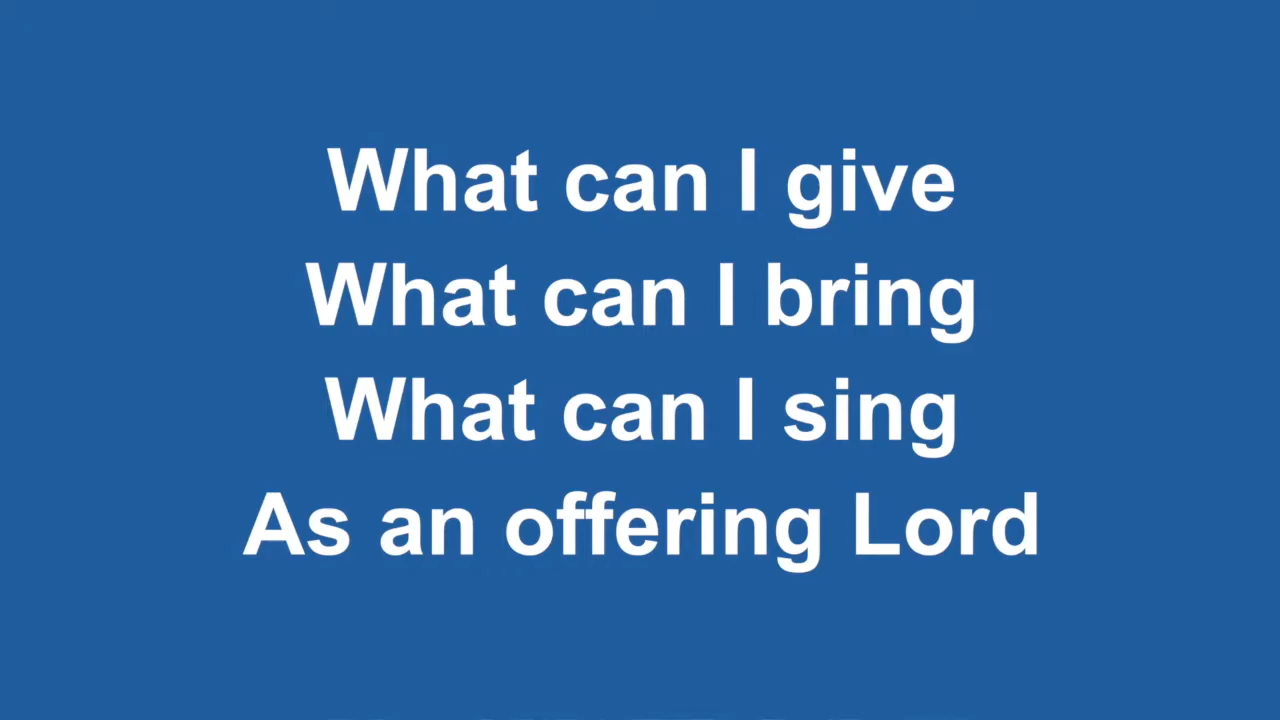 What can I give
What can I bring
What can I sing
As an offering Lord